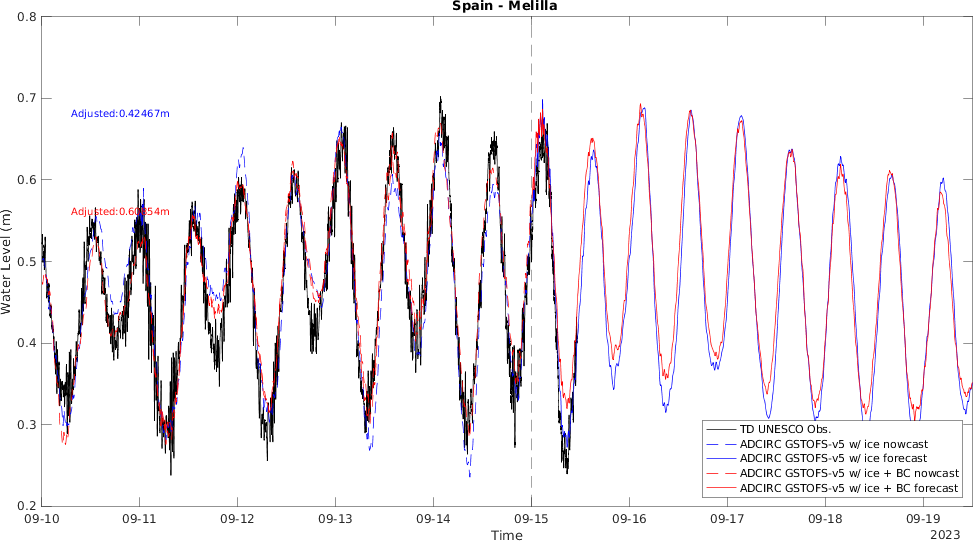 Spain - Melilla
0.8
0.7
0.6
0.5
0.4
0.3
0.2
Water Level (m)
Adjusted:0.42467m
Adjusted:0.60854m
TD UNESCO Obs.
ADCIRC GSTOFS-v5 w/ ice nowcast
ADCIRC GSTOFS-v5 w/ ice forecast
ADCIRC GSTOFS-v5 w/ ice + BC nowcast
ADCIRC GSTOFS-v5 w/ ice + BC forecast
09-10 09-11 09-12 09-13 09-14 09-15 09-16 09-17 09-18 09-19
Time
2023